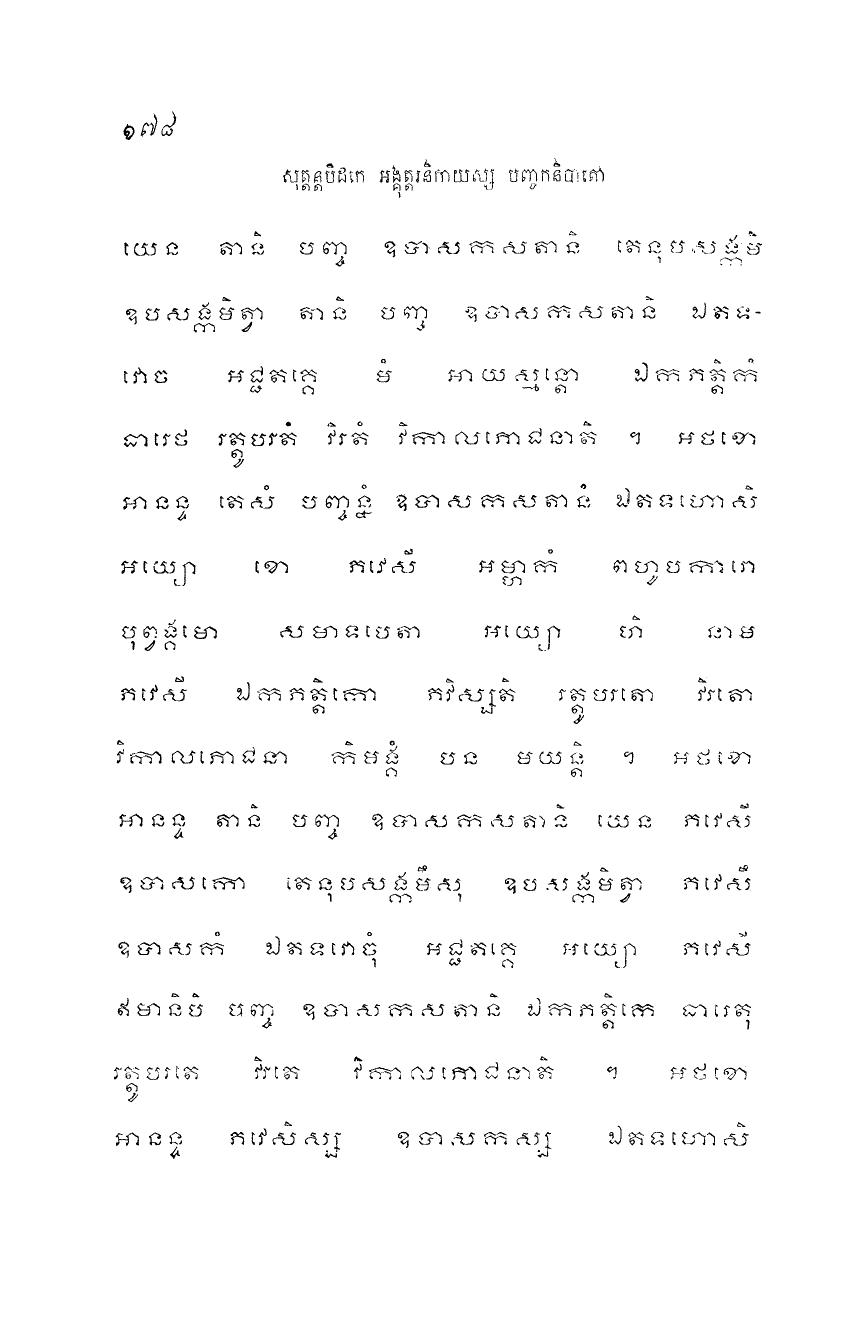 ១៧៨
សុត្តន្តបិដកេ អង្គុត្តរនិកាយស្ស បញ្ចកនិបាតោ
យេន តានិ បញ្ច ឧបាសកសតានិ តេនុបសង្កមិ
ឧបសង្កមិត្វា តានិ បញ្ច ឧបាសកសតានិ ឯតទ-
វោច អជ្ជតគ្គេ មំ អាយស្មន្តោ ឯកភត្តិកំ
ធារេថ រត្តូបរតំ វិរតំ វិកាលភោជនាតិ ។ អថខោ
អានន្ទ តេសំ បញ្ចន្នំ ឧបាសកសតានំ ឯតទហោសិ
អយ្យោ ខោ ភវេសី អម្ហាកំ ពហូបការោ
បុព្វង្គមោ សមាទបេតា អយ្យោ ហិ នាម
ភវេសី ឯកភត្តិកោ ភវិស្សតិ រត្តូបរតោ វិរតោ
វិកាលភោជនា កិមង្គំ បន មយន្តិ ។ អថខោ
អានន្ទ តានិ បញ្ច ឧបាសកសតានិ យេន ភវេសី
ឧបាសកោ តេនុបសង្កមឹសុ ឧបសង្កមិត្វា ភវេសឹ
ឧបាសកំ ឯតទវោចុំ អជ្ជតគ្គេ អយ្យោ ភវេសី
ឥមានិបិ បញ្ច ឧបាសកសតានិ ឯកភត្តិកេ ធារេតុ
រត្តូបរតេ វិរតេ វិកាលភោជនាតិ ។ អថខោ
អានន្ទ ភវេសិស្ស ឧបាសកស្ស ឯតទហោសិ